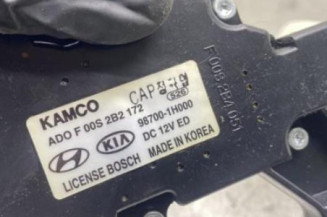 KAMCO
ADO F 00S 2B2 172
98700-1H000
KIA
DC 12V ED
LICENSE BOSCH MADE IN KOREA